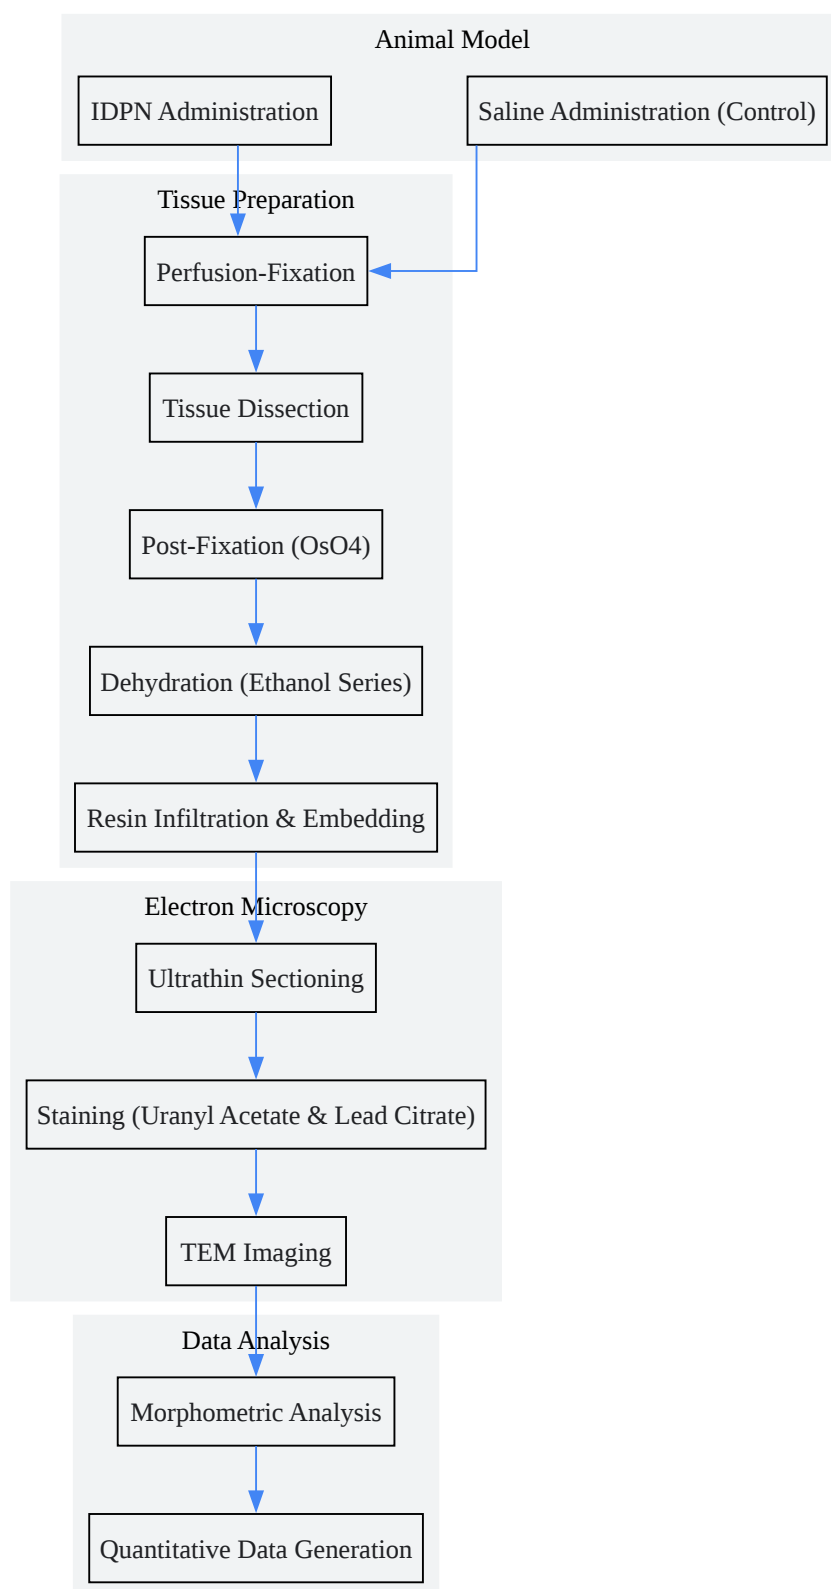 Animal Model
IDPN Administration
Saline Administration (Control)
Tissue Preparation
Perfusion-Fixation
Tissue Dissection
Post-Fixation (OsO4)
Dehydration (Ethanol Series)
Resin Infiltration & Embedding
Electron Microscopy
Ultrathin Sectioning
Staining (Uranyl Acetate & Lead Citrate)
TEM Imaging
Data Analysis
Morphometric Analysis
Quantitative Data Generation